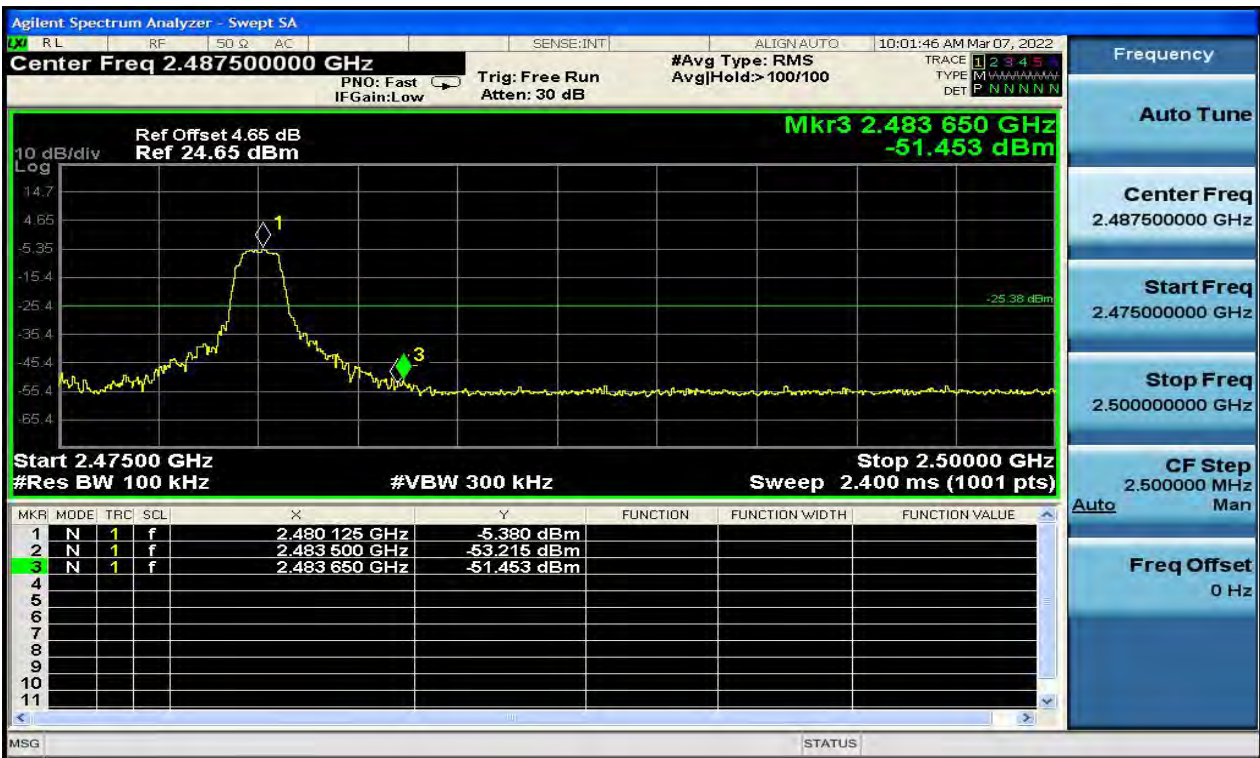 Agilent Spectrum Analyzer - Swept SA
LXI RL RF 50 Ω AC SENSE:INT ALIGN AUTO 10:01:46 AM Mar 07, 2022
Center Freq 2.487500000 GHz
#Avg Type: RMS
TRACE 1 2 3 4 5 6
PNO: Fast
Trig: Free Run
Avg|Hold:>100/100
TYPE M
IFGain:Low
Atten: 30 dB
DET P N N N N N
Mkr3 2.483 650 GHz
-51.453 dBm
Ref Offset 4.65 dB
10 dB/div Ref 24.65 dBm
Log
14.7
4.65
-5.35
-15.4
-25.4
-35.4
-45.4
-55.4
-65.4
1
3
-25.38 dBm
Start 2.47500 GHz Stop 2.50000 GHz
#Res BW 100 kHz #VBW 300 kHz Sweep 2.400 ms (1001 pts)
MKR MODE TRC SCL X Y FUNCTION FUNCTION WIDTH FUNCTION VALUE
1 N 1 f 2.480 125 GHz -5.380 dBm
2 N 1 f 2.483 500 GHz -53.215 dBm
3 N 1 f 2.483 650 GHz -51.453 dBm
4
5
6
7
8
9
10
11
MSG STATUS
Frequency
Auto Tune
Center Freq
2.487500000 GHz
Start Freq
2.475000000 GHz
Stop Freq
2.500000000 GHz
CF Step
2.500000 MHz
Auto Man
Freq Offset
0 Hz